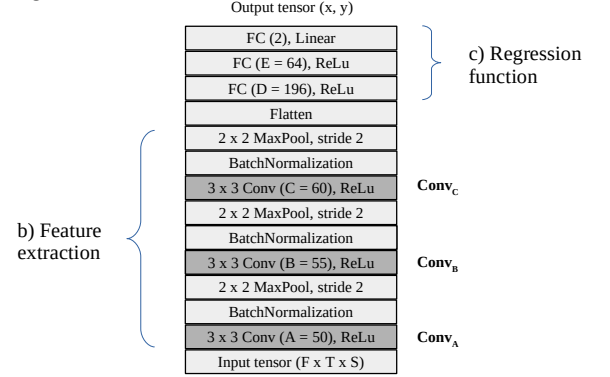 Output tensor (x, y)
FC (2), Linear
FC (E = 64), ReLu
FC (D = 196), ReLu
c) Regression
function
Flatten
2 x 2 MaxPool, stride 2
BatchNormalization
3 x 3 Conv (C = 60), ReLu
Conv_C
2 x 2 MaxPool, stride 2
b) Feature
extraction
BatchNormalization
3 x 3 Conv (B = 55), ReLu
Conv_B
2 x 2 MaxPool, stride 2
BatchNormalization
3 x 3 Conv (A = 50), ReLu
Conv_A
Input tensor (F x T x S)